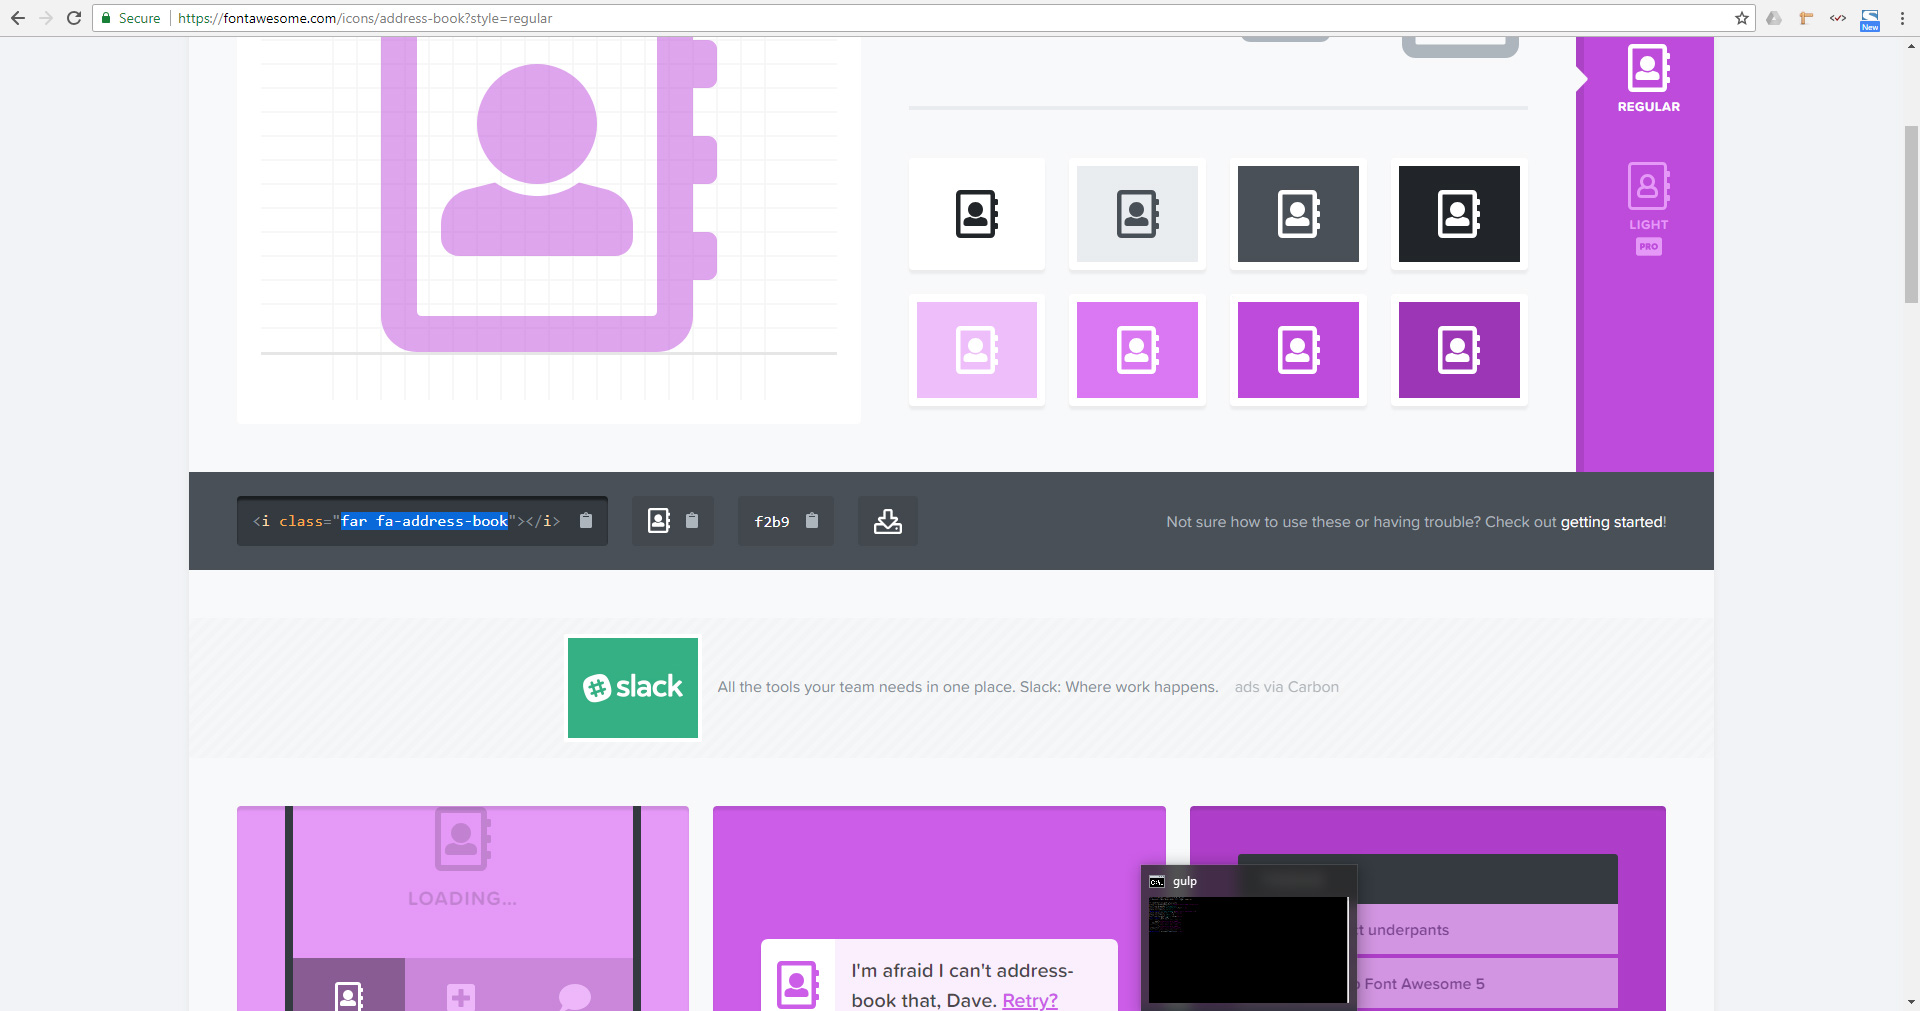 Secure https://fontawesome.com/icons/address-book?style=regular
New
REGULAR
LIGHT
PRO
<i class="far fa-address-book"></i>
f2b9
Not sure how to use these or having trouble? Check out getting started!
slack
All the tools your team needs in one place. Slack: Where work happens. ads via Carbon
LOADING...
I'm afraid I can't address-
book that, Dave. Retry?
gulp
underpants
Font Awesome 5